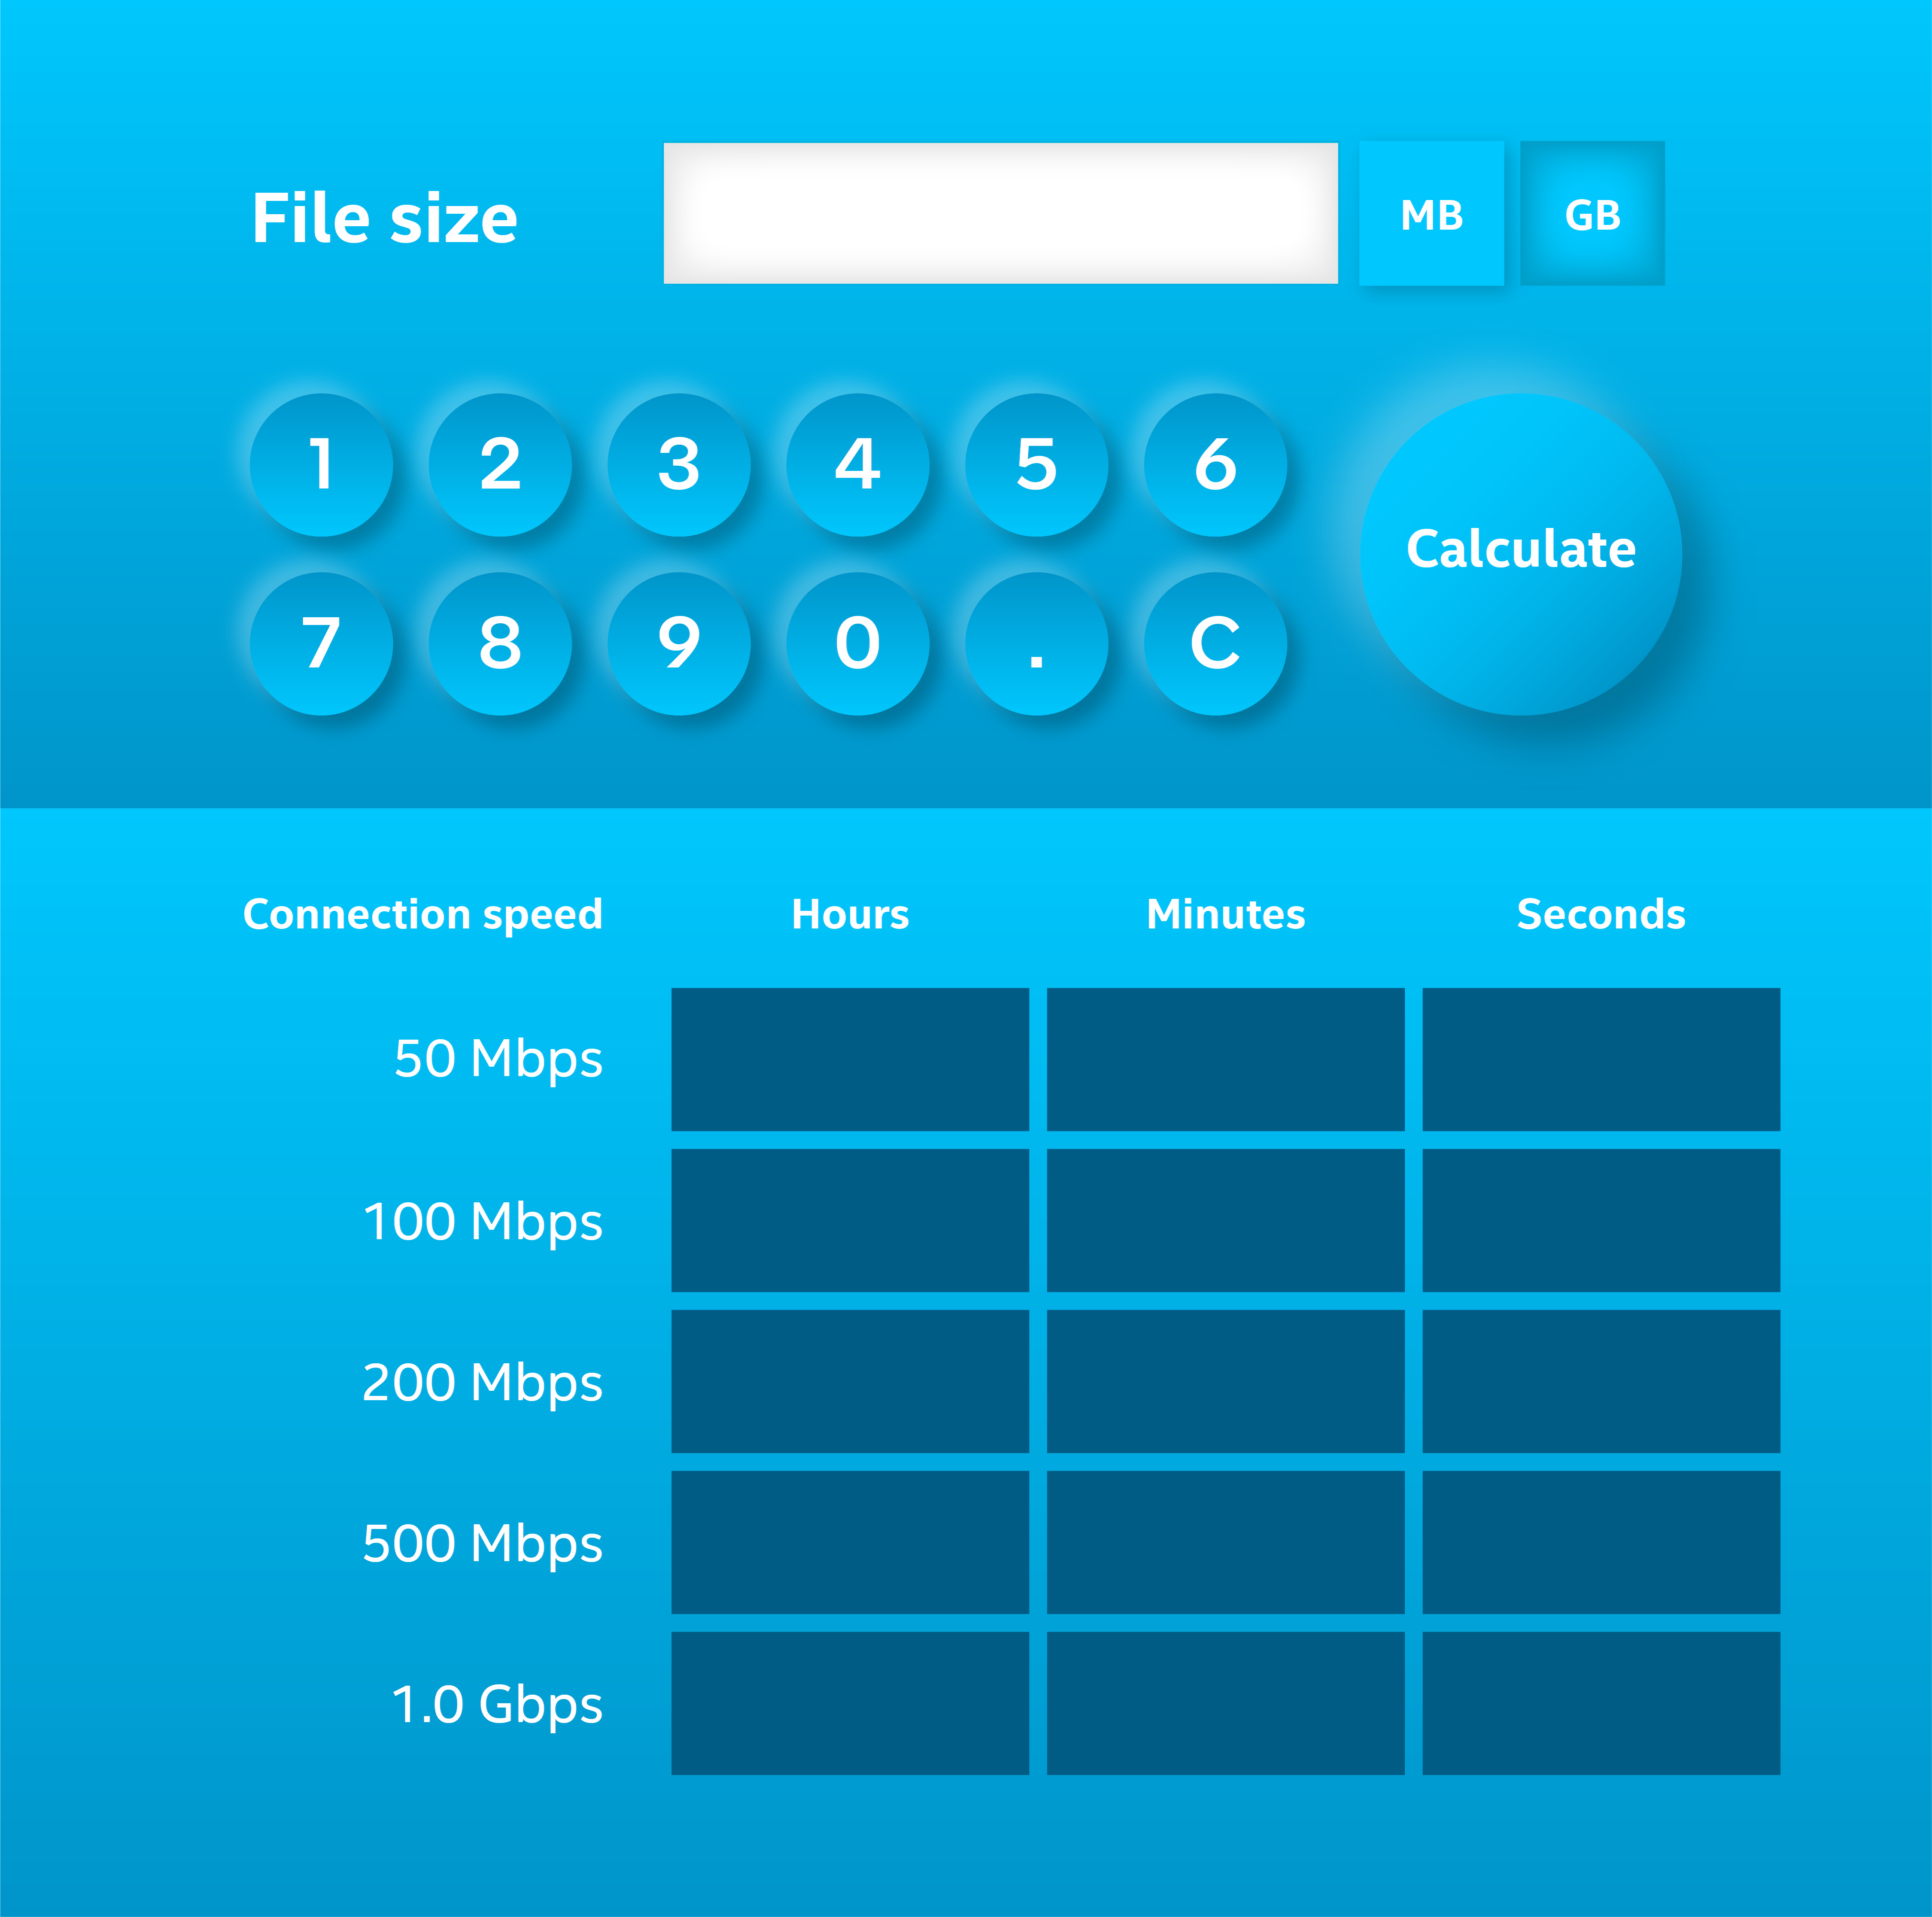 File size MB GB
1 2 3 4 5 6
Calculate
7 8 9 0 . C
Connection speed Hours Minutes Seconds
50 Mbps
100 Mbps
200 Mbps
500 Mbps
1.0 Gbps